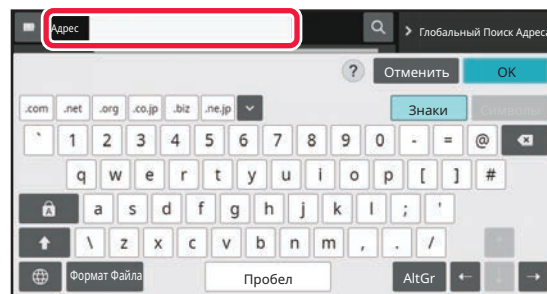 Адрес > Глобальный Поиск Адреса
? Отменить OK
.com .net .org .co.jp .biz .ne.jp Знаки Символы
` 1 2 3 4 5 6 7 8 9 0 - = @
q w e r t y u i o p [ ] #
A a s d f g h j k l ; '
\ z x c v b n m , . /
Формат Файла Пробел AltGr